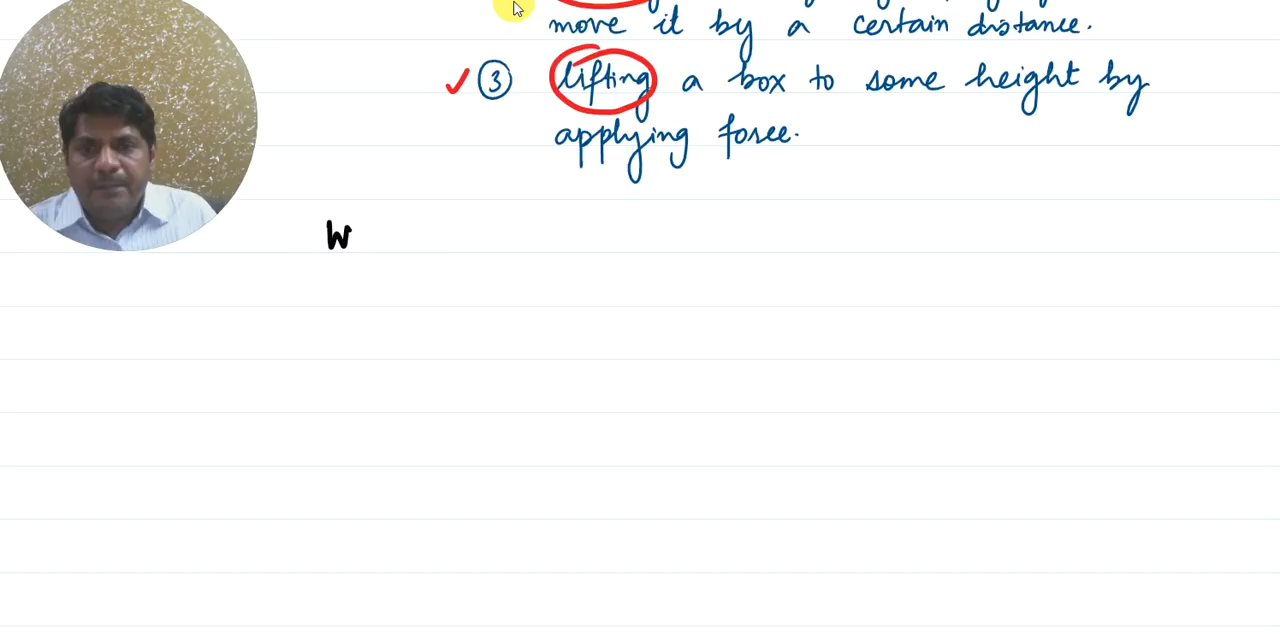 move it by a certain distance.
✓ ③ lifting a box to some height by
applying force.
W